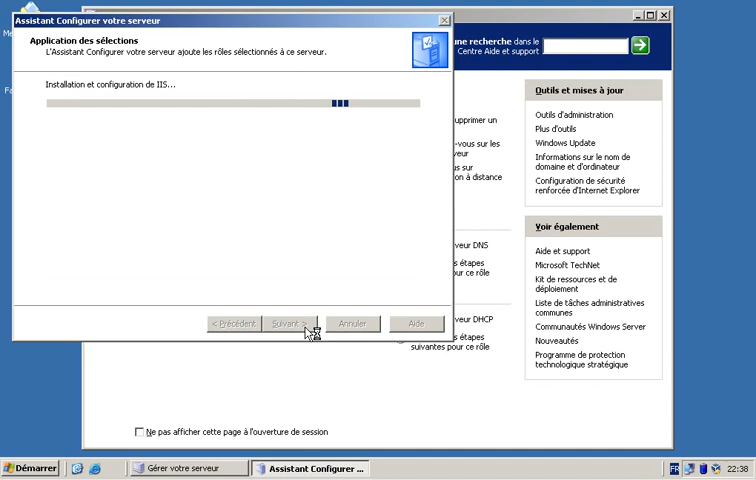 Assistant Configurer votre serveur
Application des sélections
L'Assistant Configurer votre serveur ajoute les rôles sélectionnés à ce serveur.
Installation et configuration de IIS...
< Précédent
Suivant >
Annuler
Aide
une recherche dans le
Centre Aide et support
upprimer un
-vous sur les
veur
us sur
on à distance
veur DNS
es étapes
ur ce rôle
veur DHCP
es étapes
suivantes pour ce rôle
Outils et mises à jour
Outils d'administration
Plus d'outils
Windows Update
Informations sur le nom de
domaine et d'ordinateur
Configuration de sécurité
renforcée d'Internet Explorer
Voir également
Aide et support
Microsoft TechNet
Kit de ressources et de
déploiement
Liste de tâches administratives
communes
Communautés Windows Server
Nouveautés
Programme de protection
technologique stratégique
Ne pas afficher cette page à l'ouverture de session
Démarrer
Gérer votre serveur
Assistant Configurer ...
FR
22:38